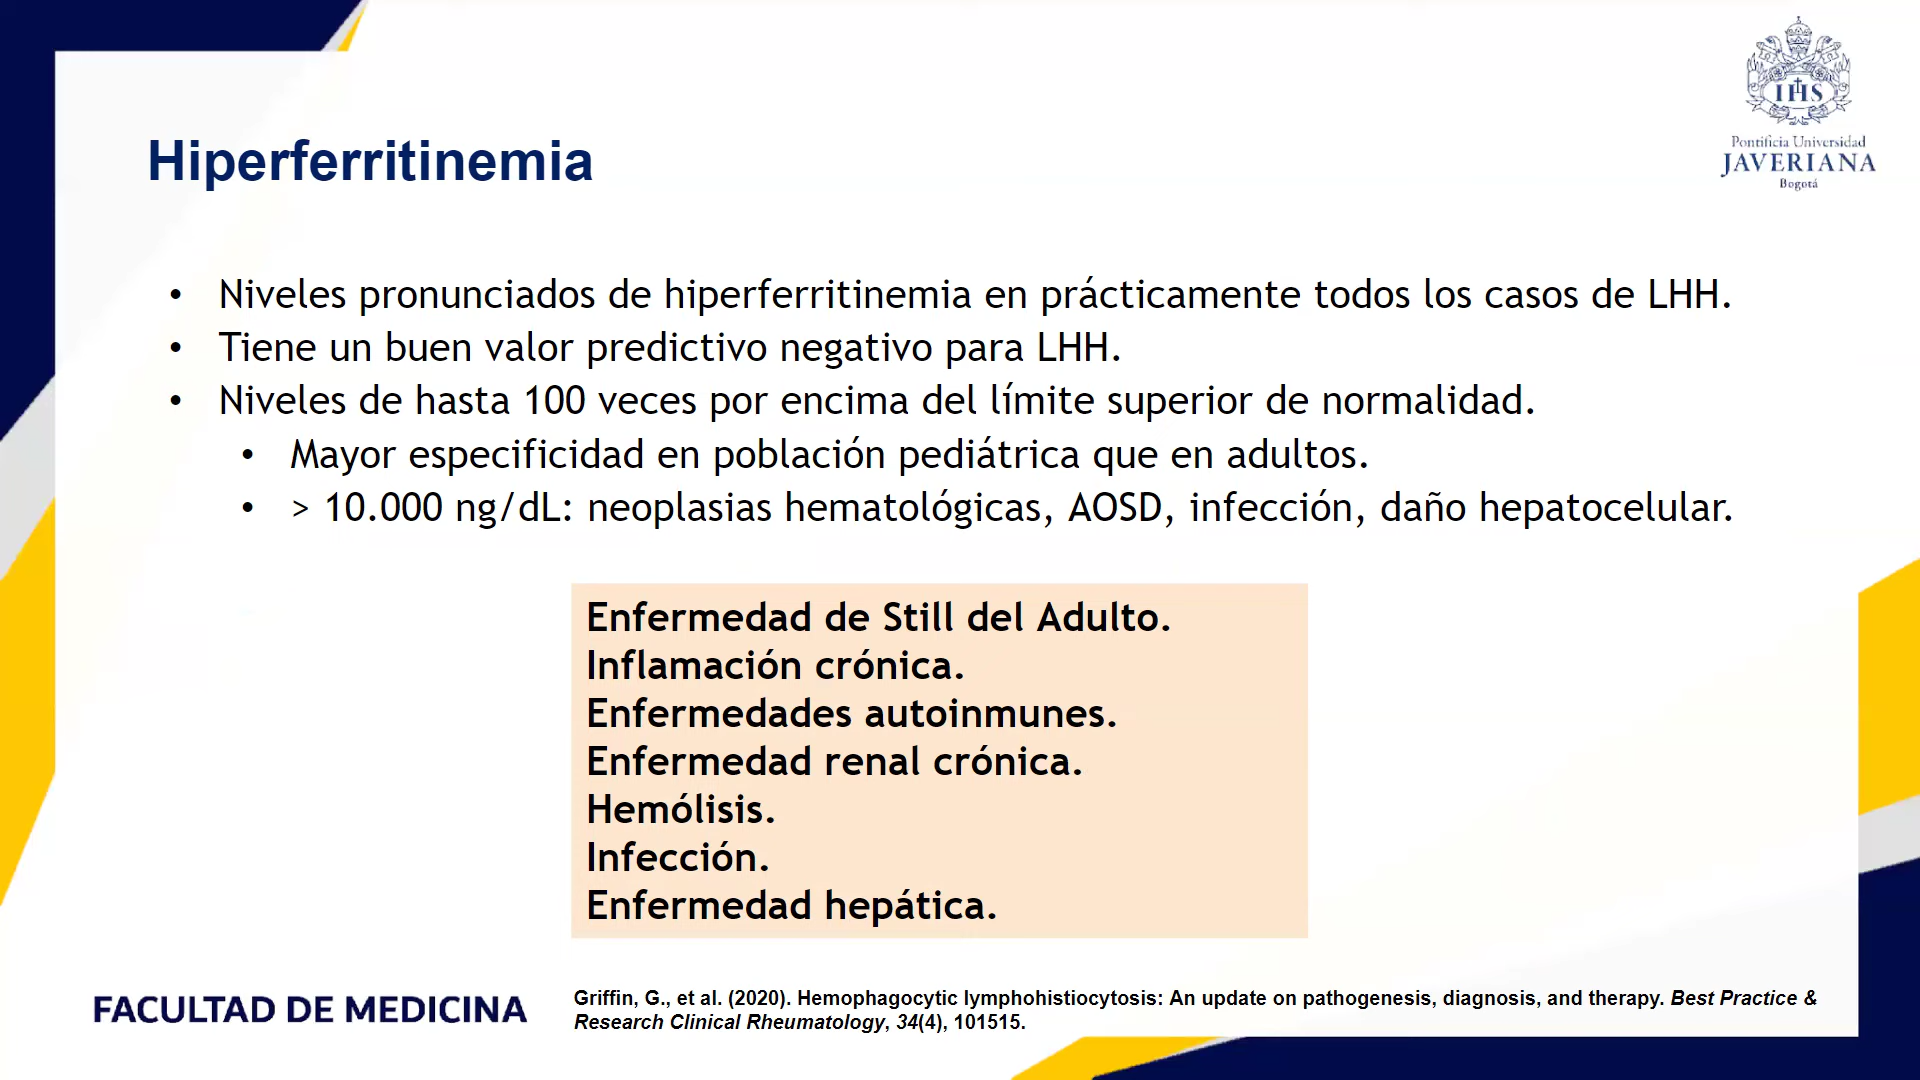 IHS
Pontificia Universidad
JAVERIANA
Bogotá
Hiperferritinemia
• Niveles pronunciados de hiperferritinemia en prácticamente todos los casos de LHH.
• Tiene un buen valor predictivo negativo para LHH.
• Niveles de hasta 100 veces por encima del límite superior de normalidad.
• Mayor especificidad en población pediátrica que en adultos.
• > 10.000 ng/dL: neoplasias hematológicas, AOSD, infección, daño hepatocelular.
Enfermedad de Still del Adulto.
Inflamación crónica.
Enfermedades autoinmunes.
Enfermedad renal crónica.
Hemólisis.
Infección.
Enfermedad hepática.
FACULTAD DE MEDICINA
Griffin, G., et al. (2020). Hemophagocytic lymphohistiocytosis: An update on pathogenesis, diagnosis, and therapy. Best Practice &
Research Clinical Rheumatology, 34(4), 101515.